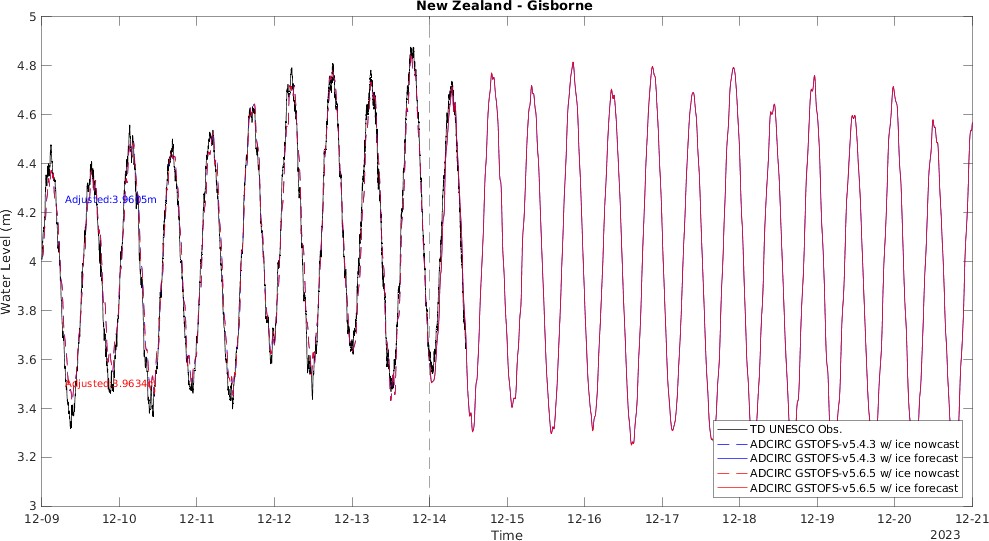 New Zealand - Gisborne
5
4.8
4.6
4.4
4.2
4
3.8
3.6
3.4
3.2
3
Water Level (m)
Adjusted:3.9605m
Adjusted:3.9634m
TD UNESCO Obs.
ADCIRC GSTOFS-v5.4.3 w/ ice nowcast
ADCIRC GSTOFS-v5.4.3 w/ ice forecast
ADCIRC GSTOFS-v5.6.5 w/ ice nowcast
ADCIRC GSTOFS-v5.6.5 w/ ice forecast
12-09 12-10 12-11 12-12 12-13 12-14 12-15 12-16 12-17 12-18 12-19 12-20 12-21
Time
2023